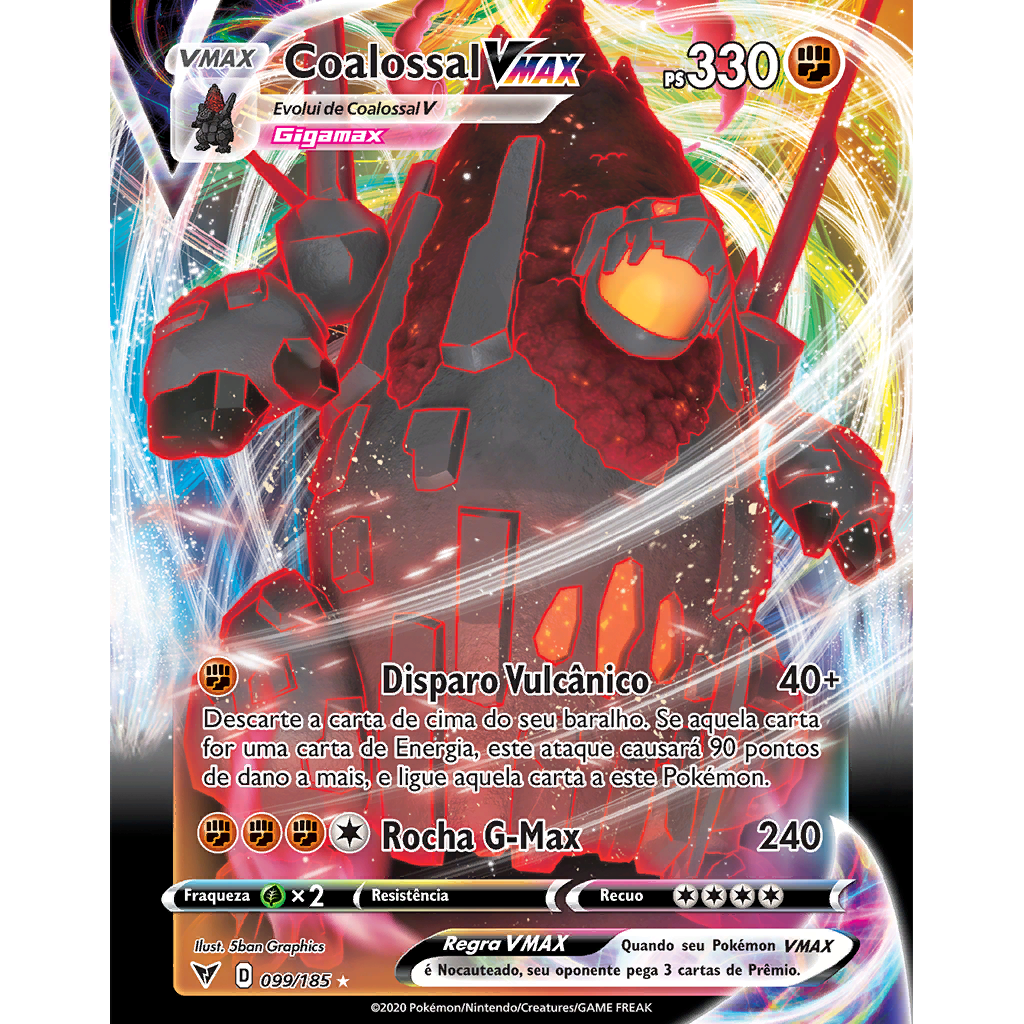 VMAX
Coalossal VMAX
PS 330
Evolui de Coalossal V
Gigamax
Disparo Vulcânico 40+
Descarte a carta de cima do seu baralho. Se aquela carta
for uma carta de Energia, este ataque causará 90 pontos
de dano a mais, e ligue aquela carta a este Pokémon.
Rocha G-Max 240
Fraqueza ×2 Resistência Recuo
Ilust. 5ban Graphics
D 099/185
Regra VMAX Quando seu Pokémon VMAX
é Nocauteado, seu oponente pega 3 cartas de Prêmio.
©2020 Pokémon/Nintendo/Creatures/GAME FREAK